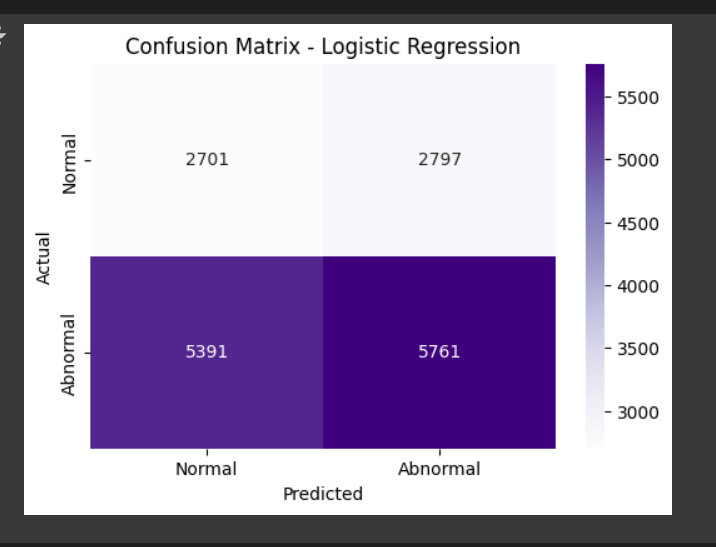 Confusion Matrix - Logistic Regression
Actual
Normal
Abnormal
2701 2797
5391 5761
Normal Abnormal
Predicted
5500
5000
4500
4000
3500
3000